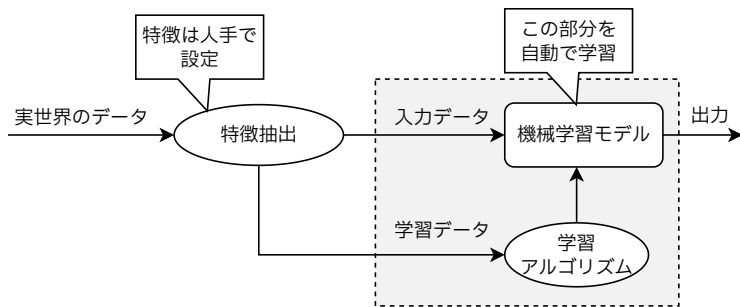 特徴は人手で
設定
この部分を
自動で学習
実世界のデータ
特徴抽出
入力データ
機械学習モデル
出力
学習データ
学習
アルゴリズム